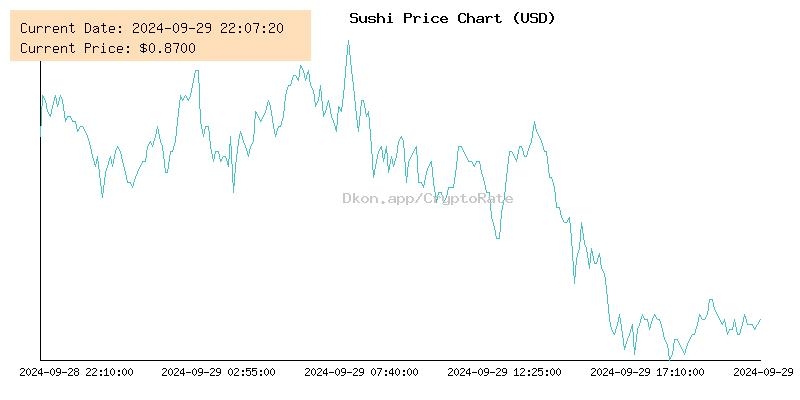 Sushi Price Chart (USD)
Current Date: 2024-09-29 22:07:20
Current Price: $0.8700
Dkon.app/CryptoRate
2024-09-28 22:10:00 2024-09-29 02:55:00 2024-09-29 07:40:00 2024-09-29 12:25:00 2024-09-29 17:10:00 2024-09-29